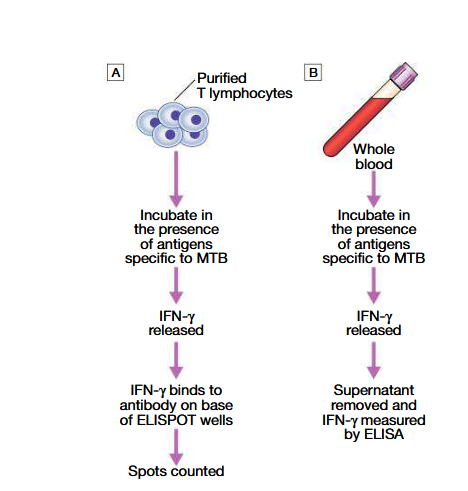 A
Purified
T lymphocytes
Incubate in
the presence
of antigens
specific to MTB
IFN-γ
released
IFN-γ binds to
antibody on base
of ELISPOT wells
Spots counted
B
Whole
blood
Incubate in
the presence
of antigens
specific to MTB
IFN-γ
released
Supernatant
removed and
IFN-γ measured
by ELISA